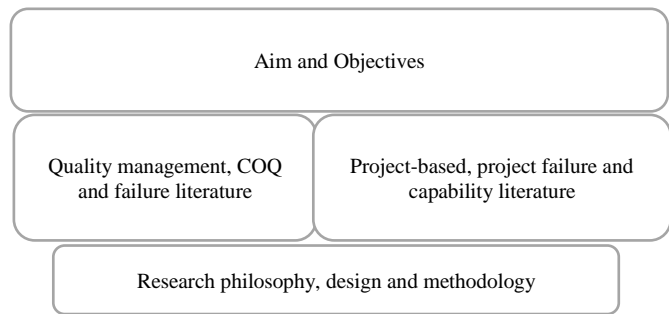 Aim and Objectives
Quality management, COQ
and failure literature
Project-based, project failure and
capability literature
Research philosophy, design and methodology